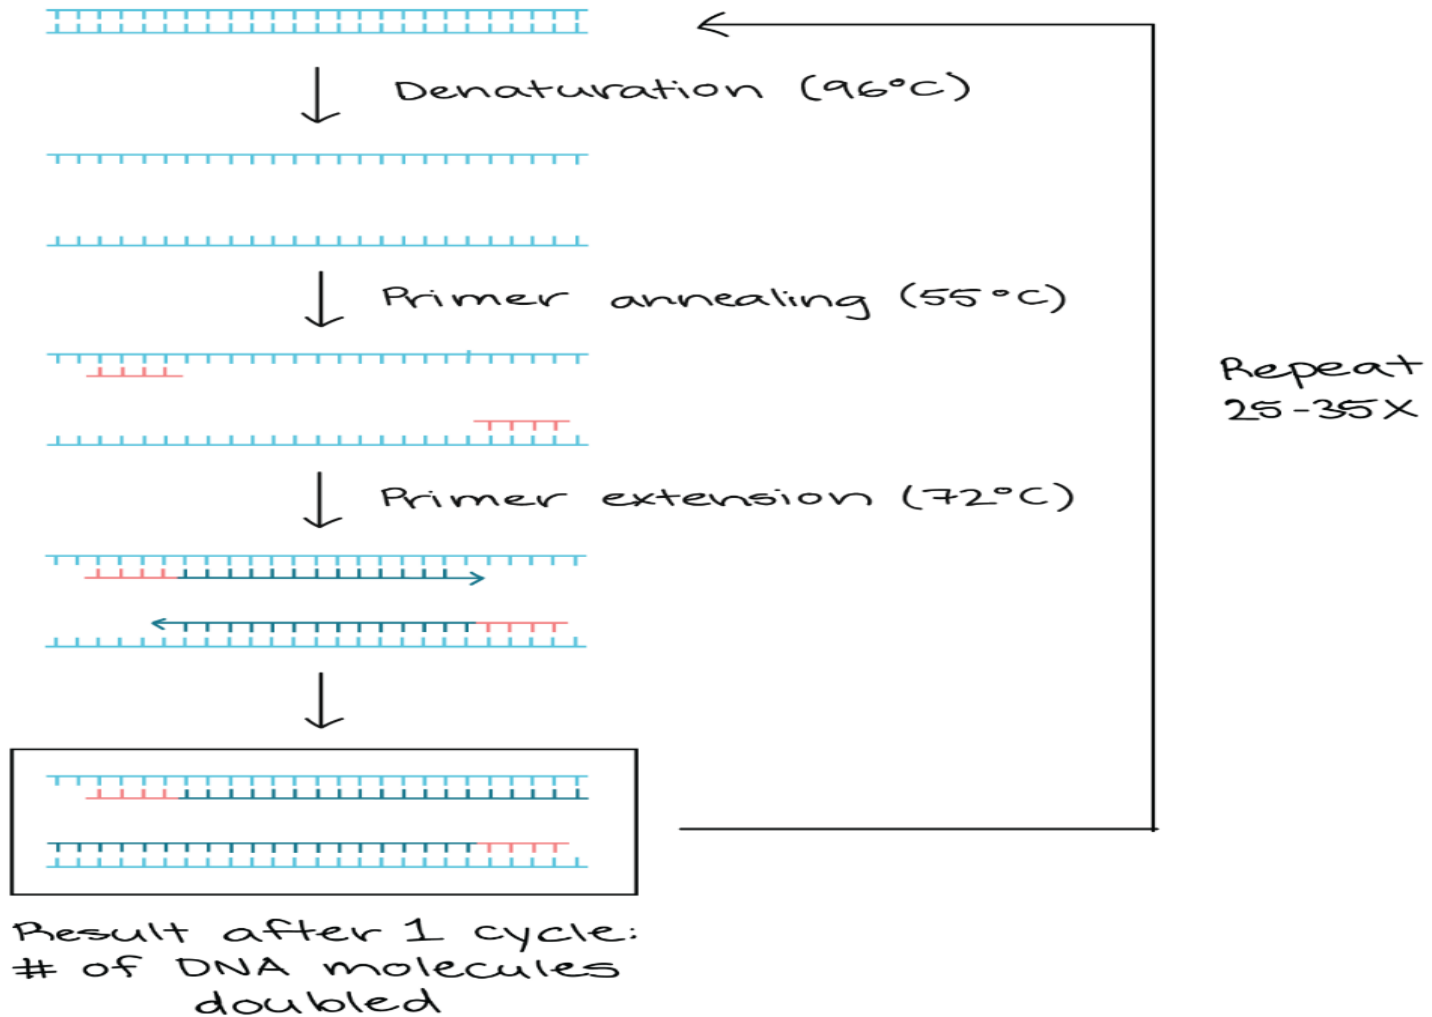 Denaturation (96°C)
Primer annealing (55°C)
Repeat
25-35X
Primer extension (72°C)
Result after 1 cycle:
# of DNA molecules
doubled